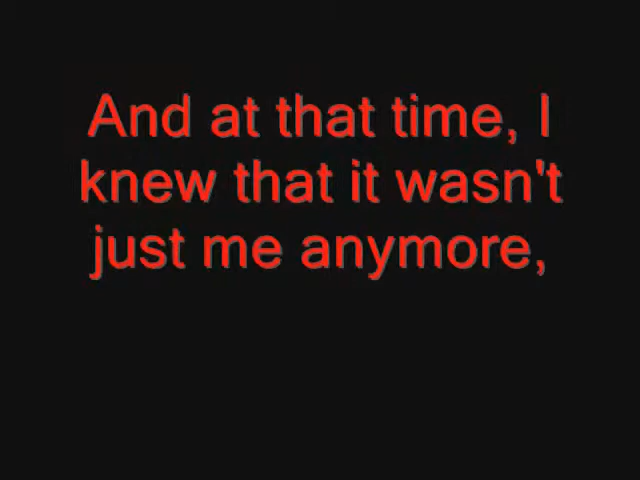 And at that time, I
knew that it wasn't
just me anymore,